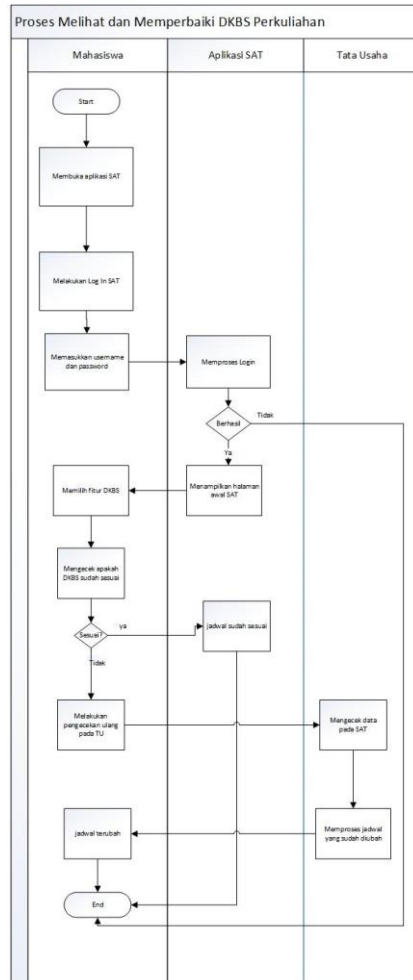 Proses Melihat dan Memperbaiki DKBS Perkuliahan
Mahasiswa
Aplikasi SAT
Tata Usaha
Start
Membuka aplikasi SAT
Melakukan Log In SAT
Memasukkan username
dan password
Memproses Login
Berhasil
Tidak
Ya
Menampilkan halaman
awal SAT
Memilih fitur DKBS
Mengecek apakah
DKBS sudah sesuai
Sesuai?
ya
jadwal sudah sesuai
Tidak
Melakukan
pengecekan ulang
pada TU
Mengecek data
pada SAT
Memproses jadwal
yang sudah diubah
jadwal terubah
End